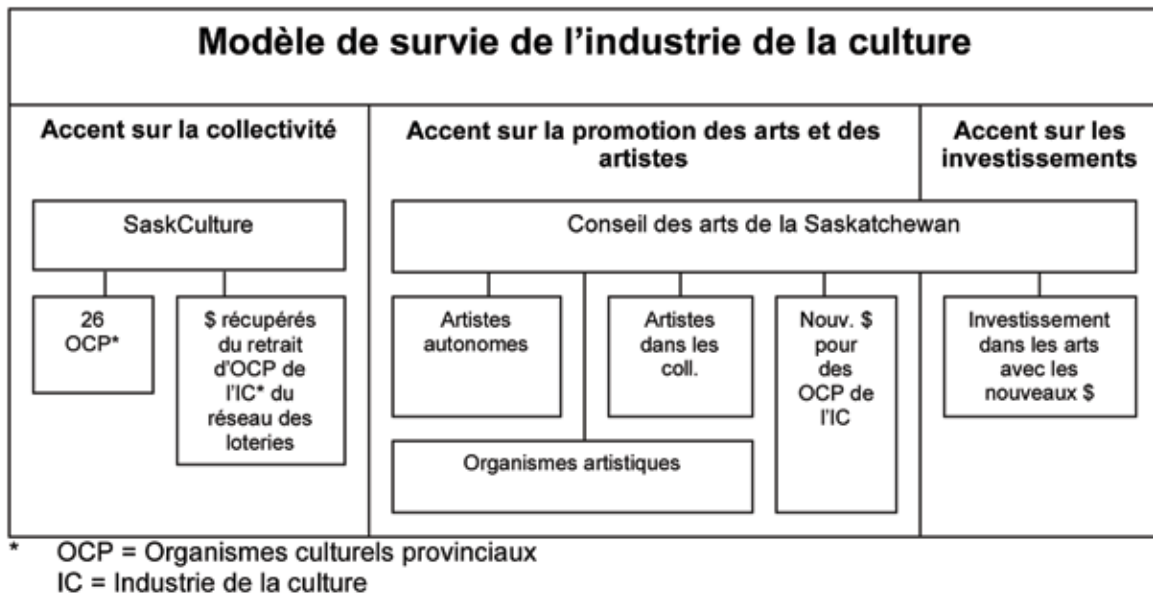 Modèle de survie de l'industrie de la culture
Accent sur la collectivité
SaskCulture
26
OCP*
$ récupérés
du retrait
d'OCP de
l'IC* du
réseau des
loteries
Accent sur la promotion des arts et des
artistes
Accent sur les
investissements
Conseil des arts de la Saskatchewan
Artistes
autonomes
Artistes
dans les
coll.
Nouv. $
pour
des
OCP de
l'IC
Organismes artistiques
Investissement
dans les arts
avec les
nouveaux $
* OCP = Organismes culturels provinciaux
IC = Industrie de la culture